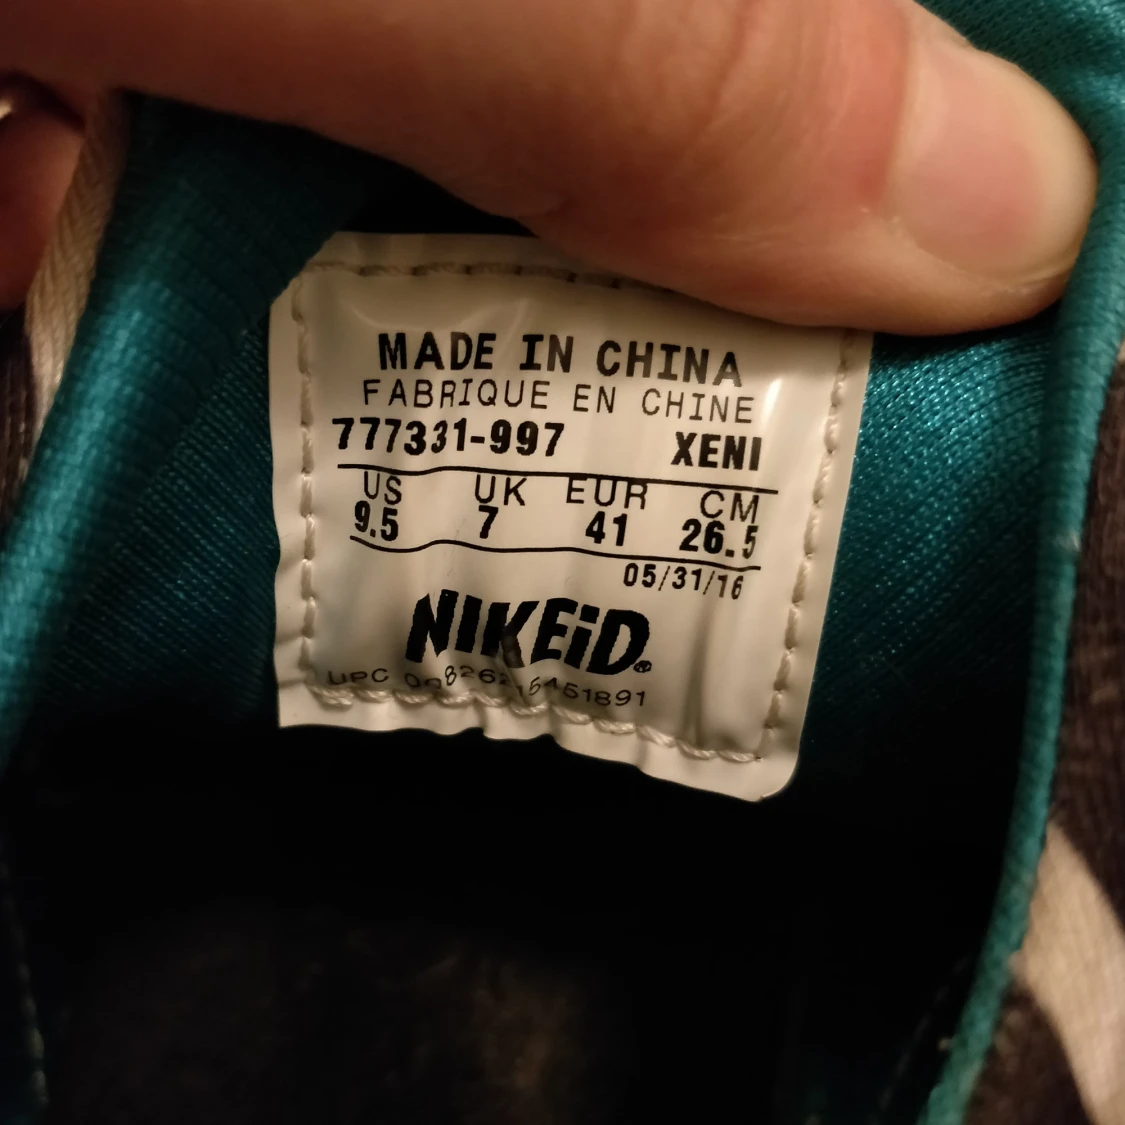 MADE IN CHINA
FABRIQUE EN CHINE
777331-997 XENI
US UK EUR CM
9.5 7 41 26.5
05/31/16
NIKEiD®
UPC